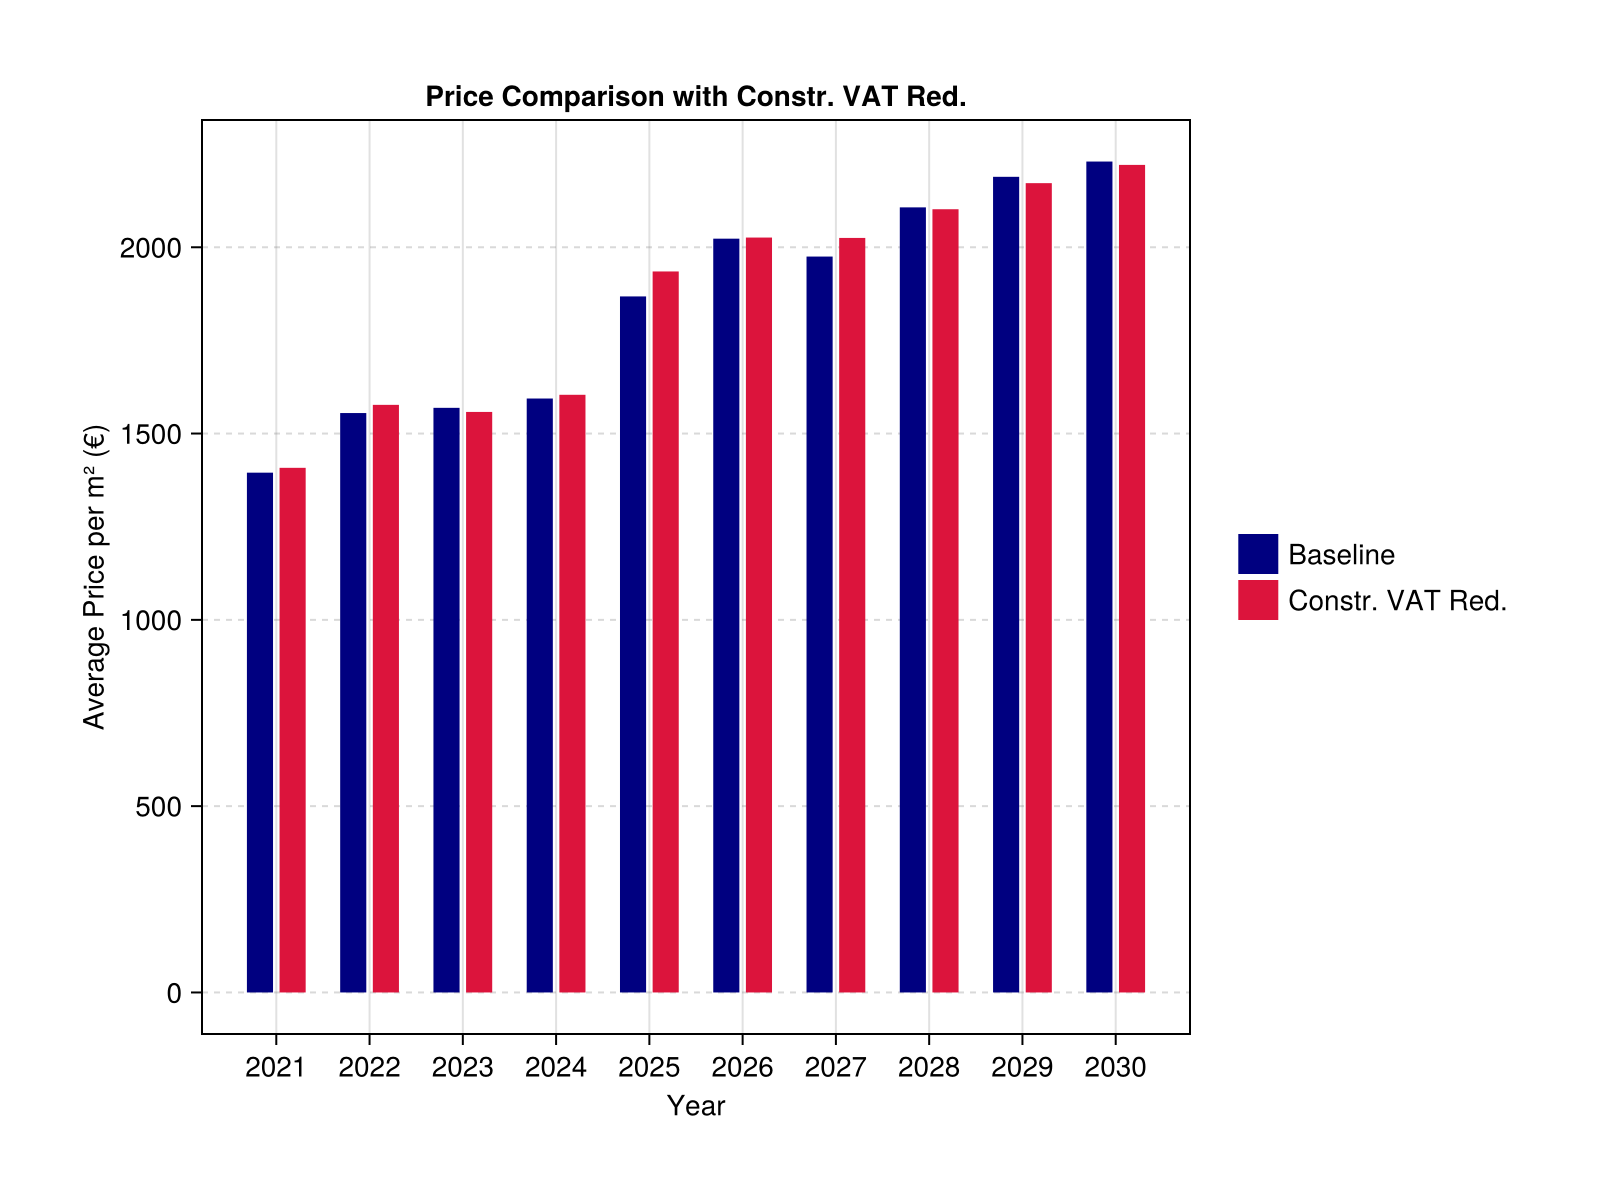 Price Comparison with Constr. VAT Red.
Average Price per m² (€)
2000
1500
1000
500
0
2021 2022 2023 2024 2025 2026 2027 2028 2029 2030
Year
Baseline
Constr. VAT Red.